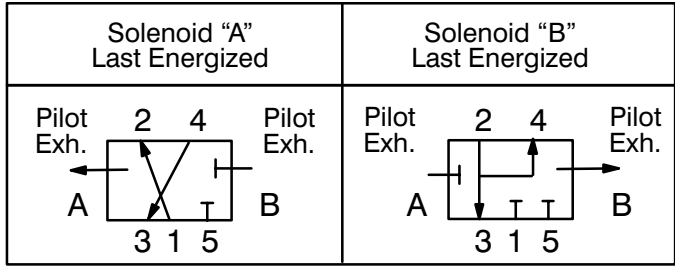 Solenoid “A”
Last Energized
Solenoid “B”
Last Energized
Pilot
Exh.
2 4
Pilot
Exh.
A
B
3 1 5
Pilot
Exh.
2 4
Pilot
Exh.
A
B
3 1 5